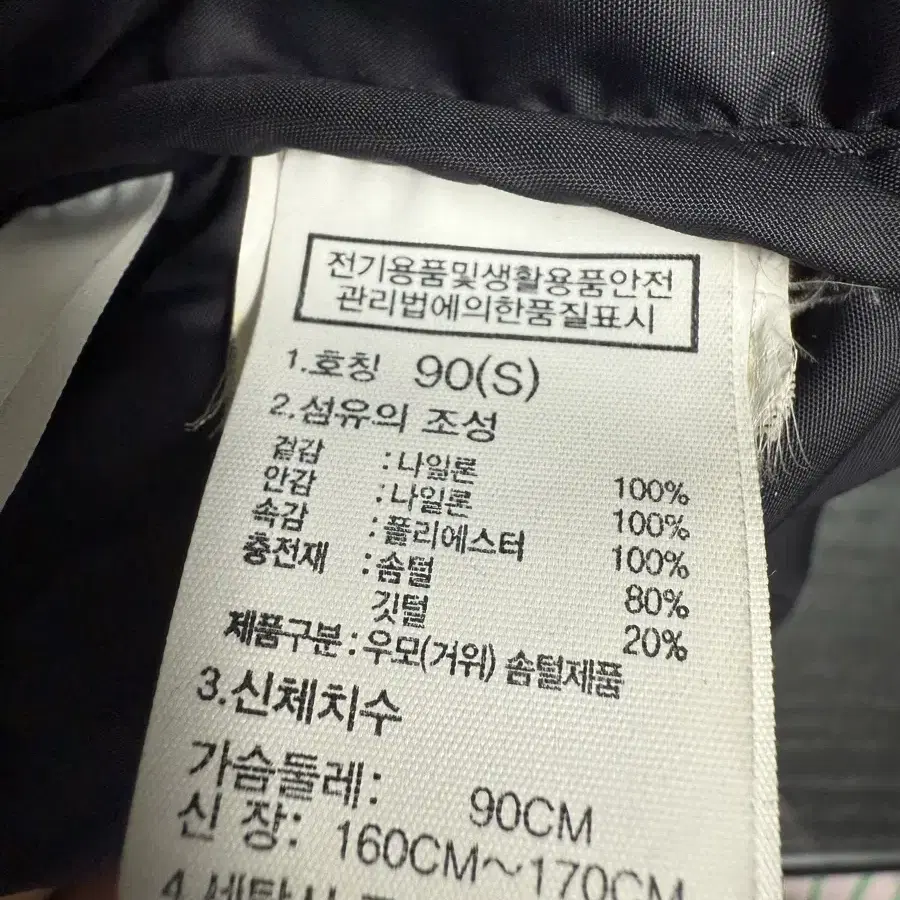 전기용품및생활용품안전
관리법에의한품질표시
1.호칭 90(S)
2.섬유의 조성
겉감 :나일론 100%
안감 :나일론 100%
속감 :폴리에스터 100%
충전재 :솜털 80%
깃털 20%
제품구분:우모(거위) 솜털제품
3.신체치수
가슴둘레: 90CM
신 장: 160CM~170CM